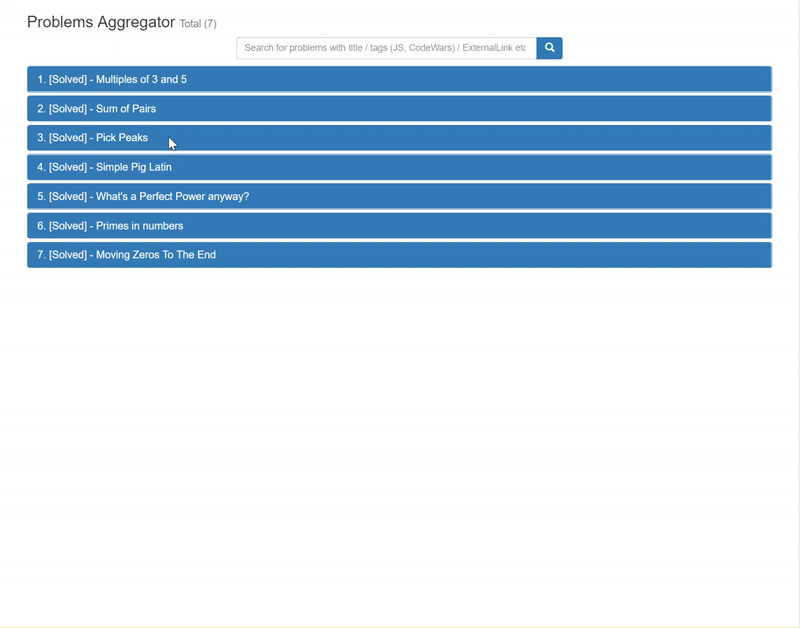 Problems Aggregator Total (7)
Search for problems with title / tags (JS, CodeWars) / ExternalLink etc
1. [Solved] - Multiples of 3 and 5
2. [Solved] - Sum of Pairs
3. [Solved] - Pick Peaks
4. [Solved] - Simple Pig Latin
5. [Solved] - What's a Perfect Power anyway?
6. [Solved] - Primes in numbers
7. [Solved] - Moving Zeros To The End